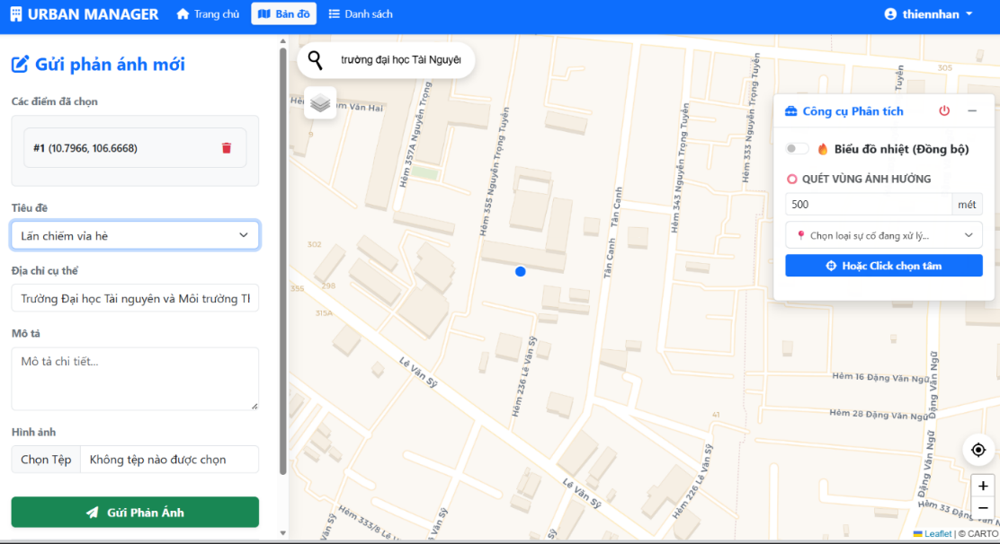 URBAN MANAGER
Trang chủ
Bản đồ
Danh sách
thiennhan
Gửi phản ánh mới
Các điểm đã chọn
#1 (10.7966, 106.6668)
Tiêu đề
Lấn chiếm vỉa hè
Địa chỉ cụ thể
Trường Đại học Tài nguyên và Môi trường TI
Mô tả
Mô tả chi tiết...
Hình ảnh
Chọn Tệp
Không tệp nào được chọn
Gửi Phản Ánh
trường đại học Tài Nguyê
Công cụ Phân tích
Biểu đồ nhiệt (Đồng bộ)
QUÉT VÙNG ẢNH HƯỞNG
500
mét
Chọn loại sự cố đang xử lý...
Hoặc Click chọn tâm
m Văn Hai
Hẻm 357A Nguyễn Trọng Tuyển
Hẻm 355 Nguyễn Trọng Tuyển
Hẻm 343 Nguyễn Trọng Tuyển
Hẻm 333 Nguyễn Trọng Tuyển
Tuyển
305
9
302
355
298
315A
Tân Canh
Tân Canh
Lê Văn Sỹ
Hẻm 236 Lê Văn Sỹ
Lê Văn Sỹ
Hẻm 226 Lê Văn Sỹ
Hẻm 333/8 Lê
Văn Sỹ
Văn Sỹ
41
Hẻm 16 Đặng Văn Ngữ
Hẻm 28 Đặng Văn Ngữ
Đặng Văn Ngữ
Đặng Văn Ngữ
Hẻm 33 Đặng
+
−
Leaflet | © CARTO